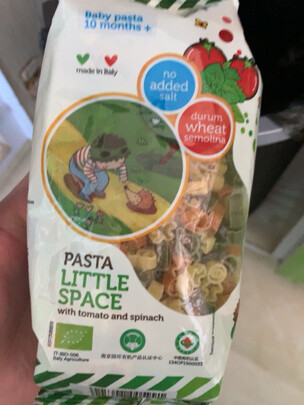 Baby pasta
10 months +
made in Italy
no
added
salt
durum
wheat
semolina
PASTA
LITTLE
SPACE
with tomato and spinach
IT-BIO-006
Italy Agriculture